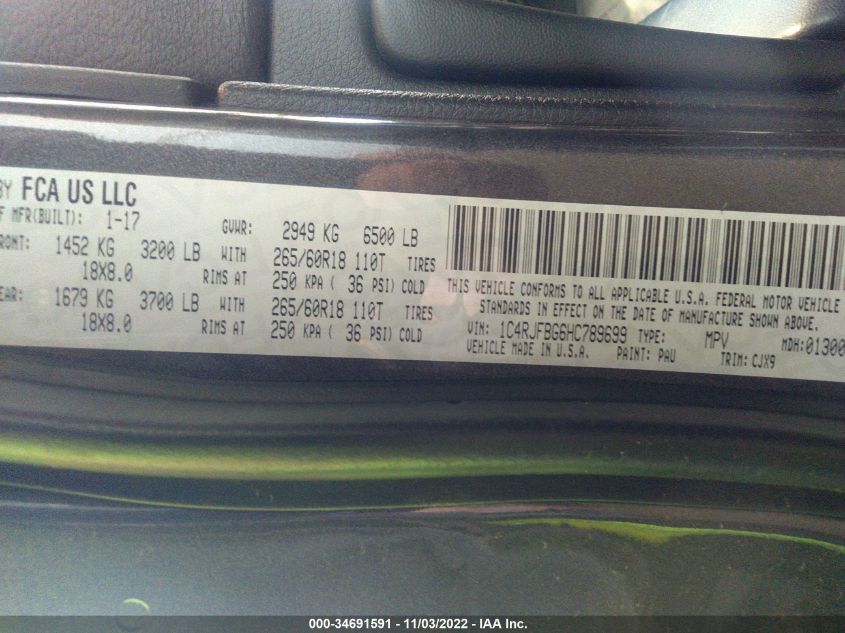 BY FCA US LLC
OF MFR(BUILT): 1-17 GVWR: 2949 KG 6500 LB
FRONT: 1452 KG 3200 LB WITH 265/60R18 110T TIRES
18X8.0 RIMS AT 250 KPA ( 36 PSI) COLD
EAR: 1679 KG 3700 LB WITH 265/60R18 110T TIRES
18X8.0 RIMS AT 250 KPA ( 36 PSI) COLD
THIS VEHICLE CONFORMS TO ALL APPLICABLE U.S.A. FEDERAL MOTOR VEHICLE
STANDARDS IN EFFECT ON THE DATE OF MANUFACTURE SHOWN ABOVE.
VIN: 1C4RJFBG6HC789699 TYPE: MPV MDH:01300
VEHICLE MADE IN U.S.A. PAINT: PAU TRIM: CJX9
000-34691591 - 11/03/2022 - IAA Inc.